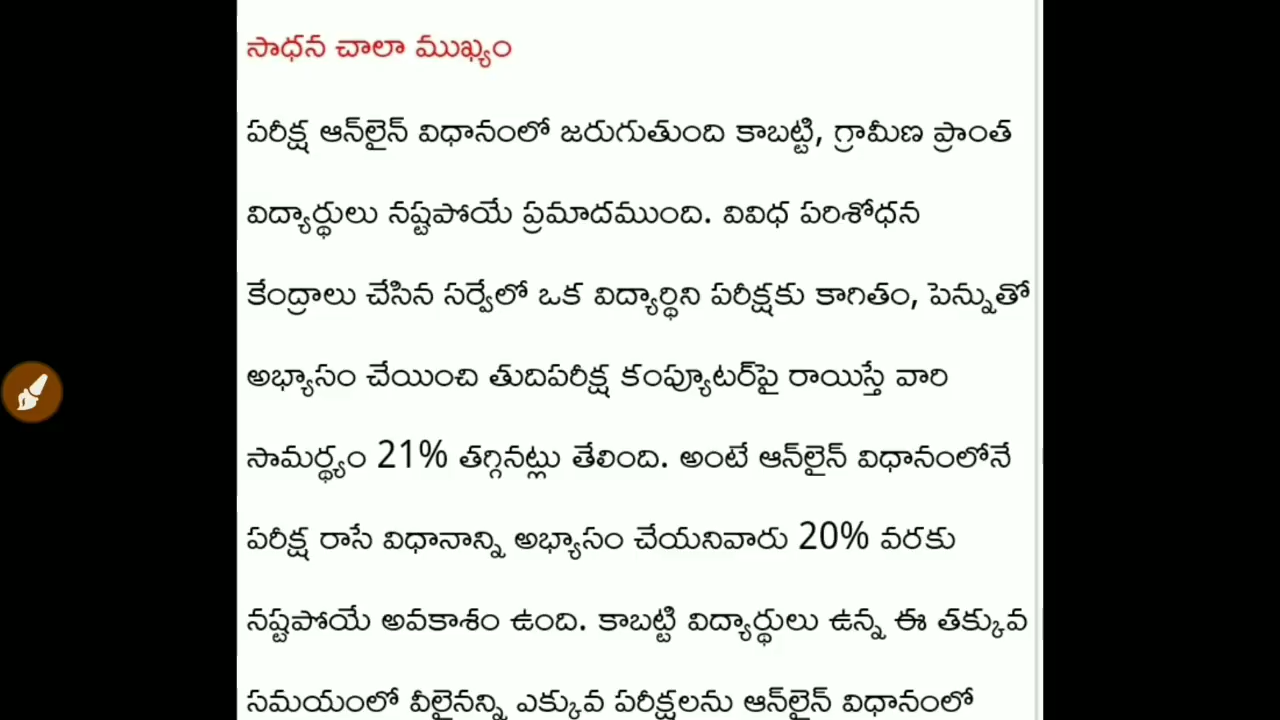 సాధన చాలా ముఖ్యం
పరీక్ష ఆన్‌లైన్ విధానంలో జరుగుతుంది కాబట్టి, గ్రామీణ ప్రాంత
విద్యార్థులు నష్టపోయే ప్రమాదముంది. వివిధ పరిశోధన
కేంద్రాలు చేసిన సర్వేలో ఒక విద్యార్థిని పరీక్షకు కాగితం, పెన్నుతో
అభ్యాసం చేయించి తుదిపరీక్ష కంప్యూటర్‌పై రాయిస్తే వారి
సామర్థ్యం 21% తగ్గినట్లు తేలింది. అంటే ఆన్‌లైన్ విధానంలోనే
పరీక్ష రాసే విధానాన్ని అభ్యాసం చేయనివారు 20% వరకు
నష్టపోయే అవకాశం ఉంది. కాబట్టి విద్యార్థులు ఉన్న ఈ తక్కువ
సమయంలో వీలైనన్ని ఎక్కువ పరీక్షలను ఆన్‌లైన్ విధానంలో